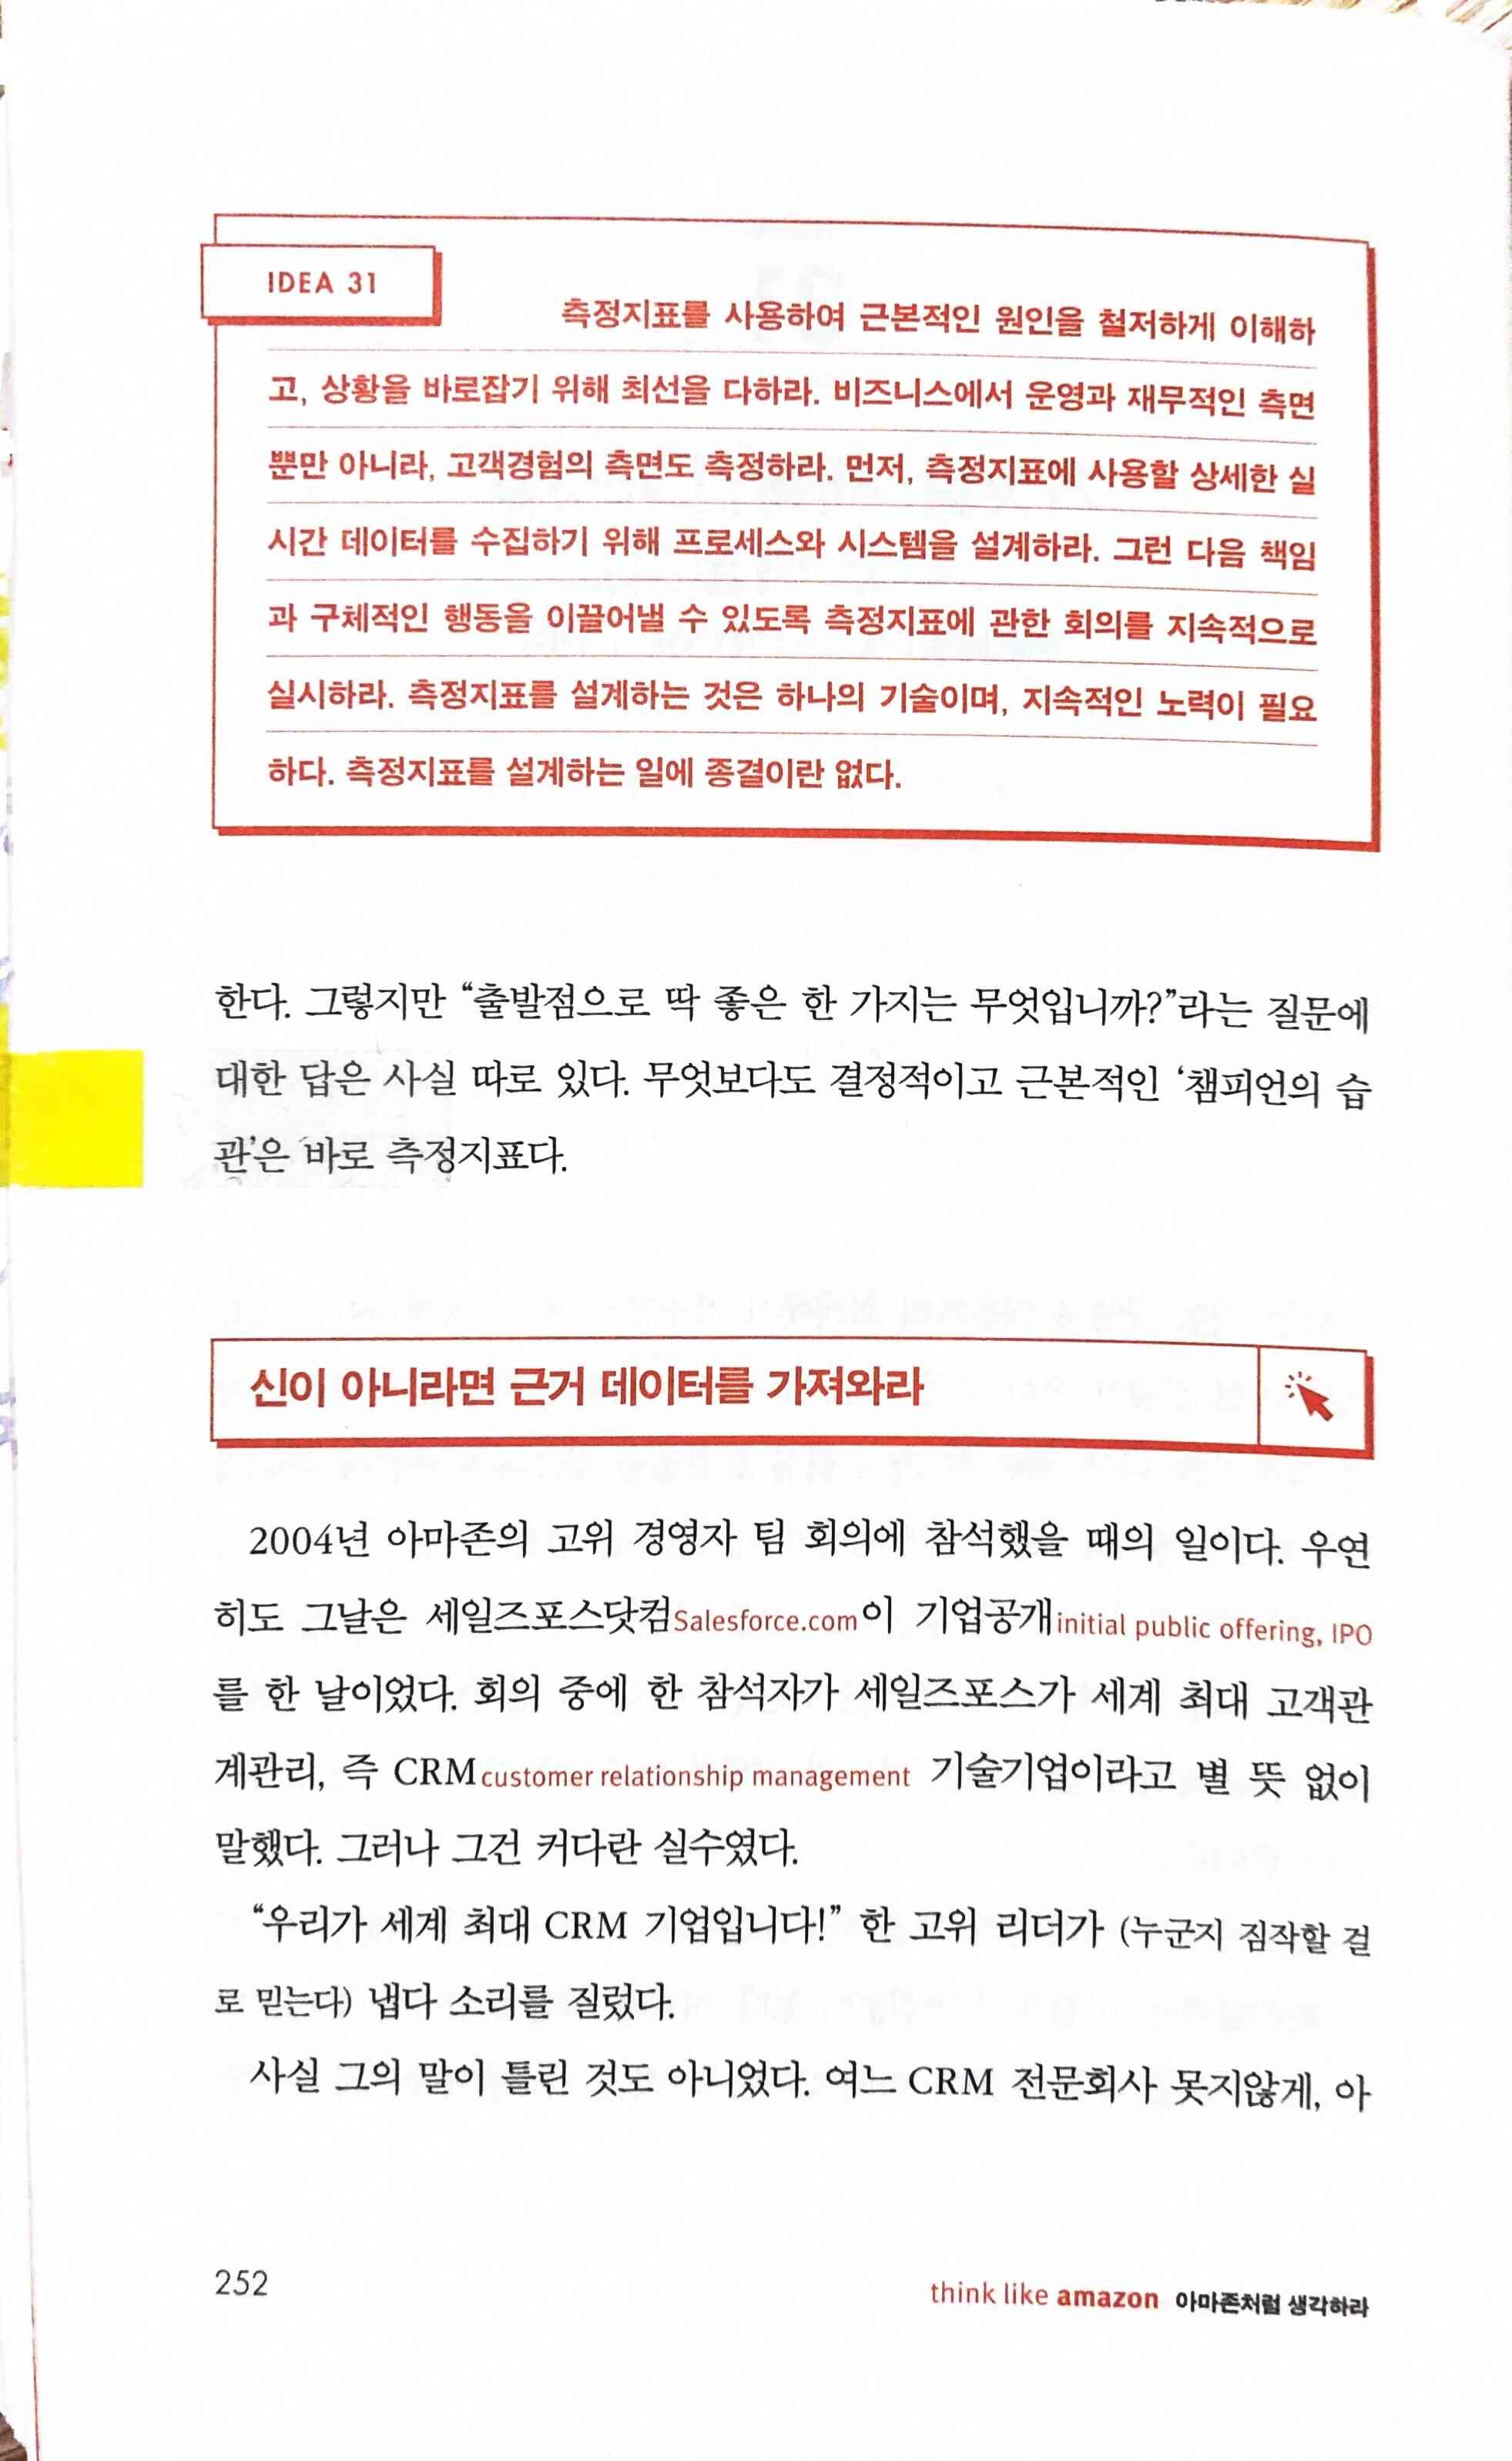 IDEA 31
측정지표를 사용하여 근본적인 원인을 철저하게 이해하
고, 상황을 바로잡기 위해 최선을 다하라. 비즈니스에서 운영과 재무적인 측면
뿐만 아니라, 고객경험의 측면도 측정하라. 먼저, 측정지표에 사용할 상세한 실
시간 데이터를 수집하기 위해 프로세스와 시스템을 설계하라. 그런 다음 책임
과 구체적인 행동을 이끌어낼 수 있도록 측정지표에 관한 회의를 지속적으로
실시하라. 측정지표를 설계하는 것은 하나의 기술이며, 지속적인 노력이 필요
하다. 측정지표를 설계하는 일에 종결이란 없다.
한다. 그렇지만 “출발점으로 딱 좋은 한 가지는 무엇입니까?”라는 질문에
대한 답은 사실 따로 있다. 무엇보다도 결정적이고 근본적인 ‘챔피언의 습
관’은 바로 측정지표다.
신이 아니라면 근거 데이터를 가져와라
2004년 아마존의 고위 경영자 팀 회의에 참석했을 때의 일이다. 우연
히도 그날은 세일즈포스닷컴Salesforce.com이 기업공개initial public offering, IPO
를 한 날이었다. 회의 중에 한 참석자가 세일즈포스가 세계 최대 고객관
계관리, 즉 CRMcustomer relationship management 기술기업이라고 별 뜻 없이
말했다. 그러나 그건 커다란 실수였다.
“우리가 세계 최대 CRM 기업입니다!” 한 고위 리더가 (누군지 짐작할 걸
로 믿는다) 냅다 소리를 질렀다.
사실 그의 말이 틀린 것도 아니었다. 여느 CRM 전문회사 못지않게, 아
252
think like amazon 아마존처럼 생각하라